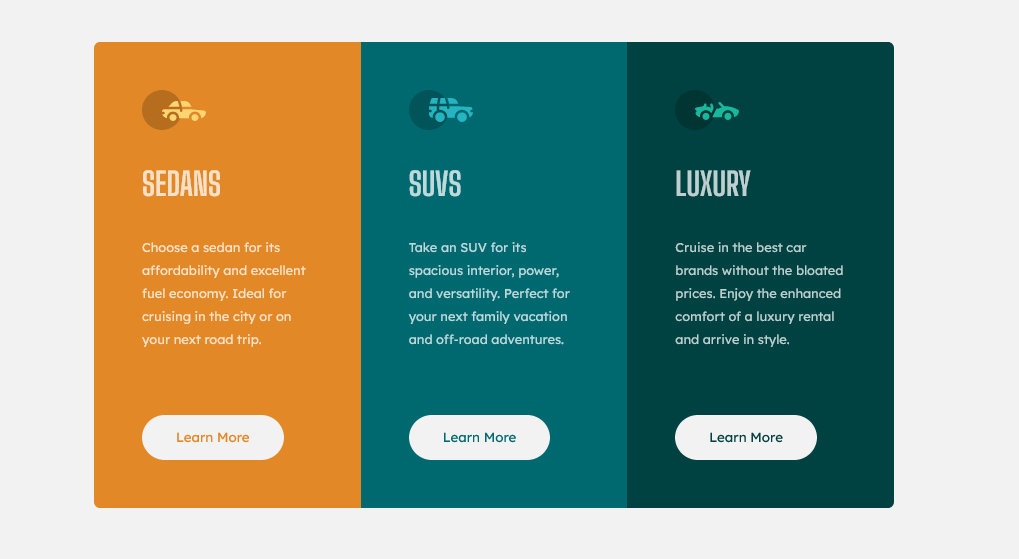 SEDANS
Choose a sedan for its
affordability and excellent
fuel economy. Ideal for
cruising in the city or on
your next road trip.
Learn More
SUVS
Take an SUV for its
spacious interior, power,
and versatility. Perfect for
your next family vacation
and off-road adventures.
Learn More
LUXURY
Cruise in the best car
brands without the bloated
prices. Enjoy the enhanced
comfort of a luxury rental
and arrive in style.
Learn More